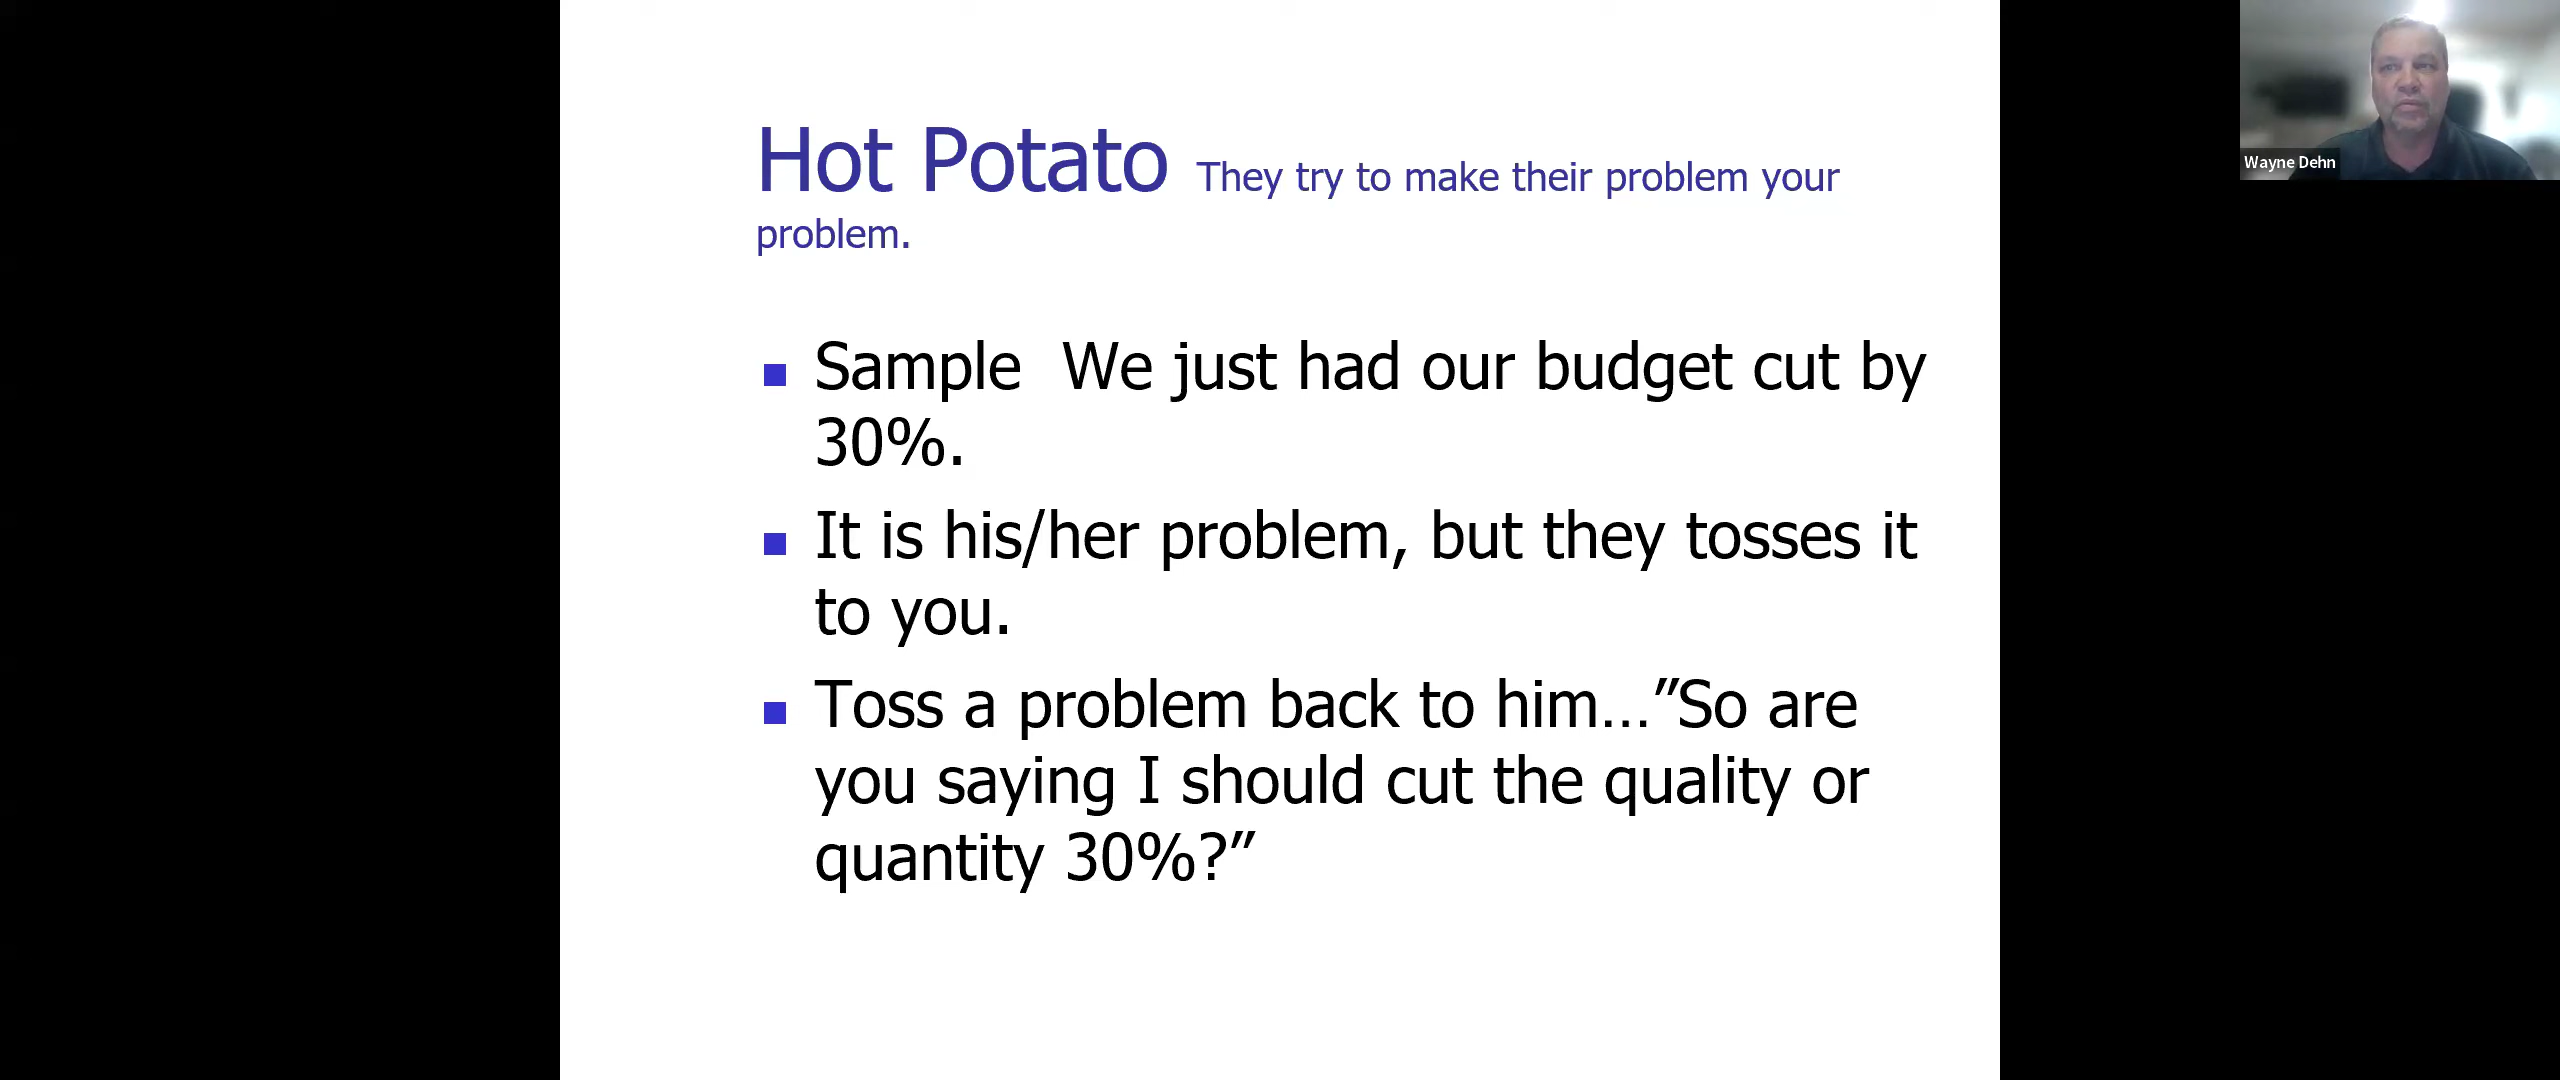 Hot Potato They try to make their problem your
problem.
Sample  We just had our budget cut by
30%.
It is his/her problem, but they tosses it
to you.
Toss a problem back to him…”So are
you saying I should cut the quality or
quantity 30%?”
Wayne Dehn